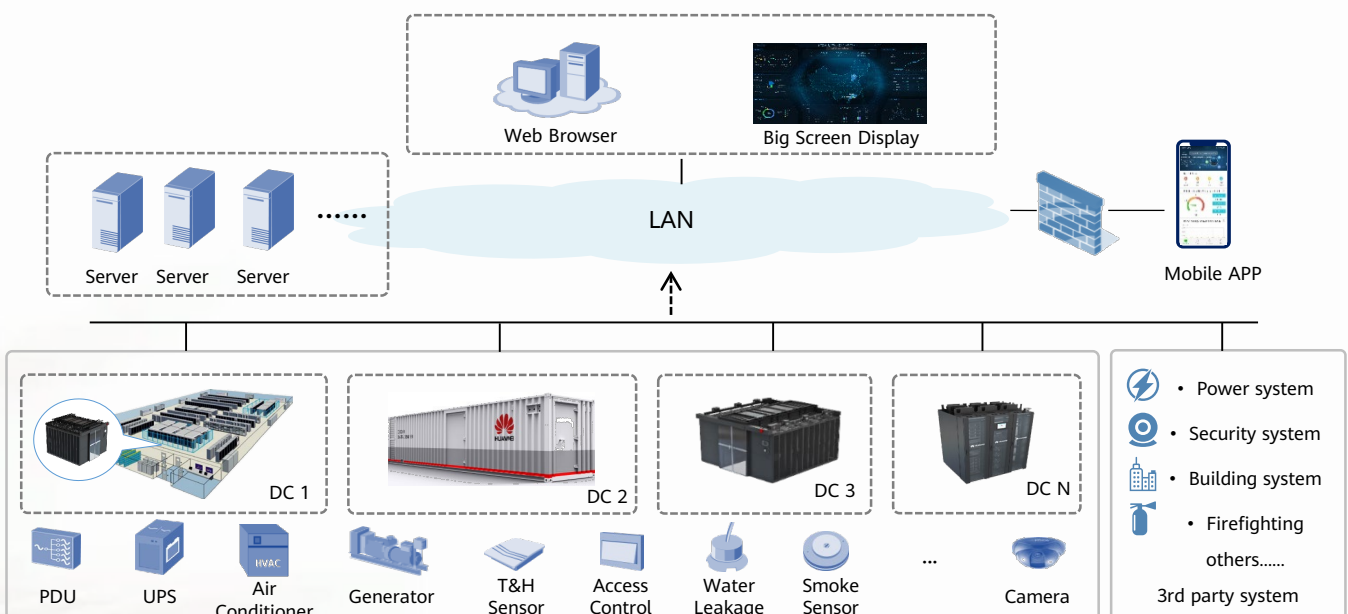 Web Browser
Big Screen Display
Server
Server
Server
......
LAN
Mobile APP
HUAWEI
DC 1
DC 2
DC 3
DC N
• Power system
• Security system
• Building system
• Firefighting
others......
3rd party system
HVAC
PDU
UPS
Air
Conditioner
Generator
T&H
Sensor
Access
Control
Water
Leakage
Smoke
Sensor
...
Camera